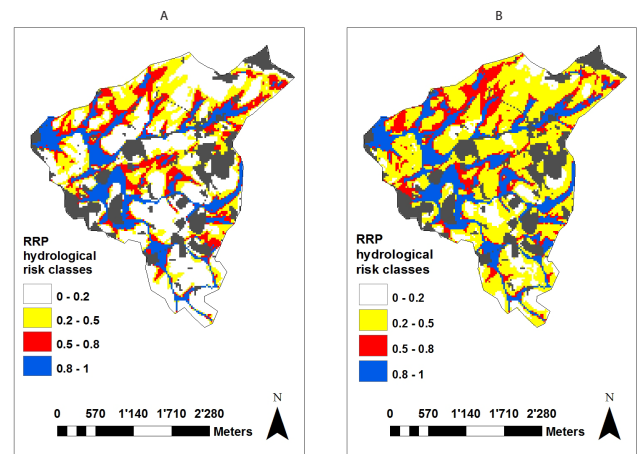 A
RRP
hydrological
risk classes
0 - 0.2
0.2 - 0.5
0.5 - 0.8
0.8 - 1
N
0 570 1'140 1'710 2'280
Meters
B
RRP
hydrological
risk classes
0 - 0.2
0.2 - 0.5
0.5 - 0.8
0.8 - 1
N
0 570 1'140 1'710 2'280
Meters